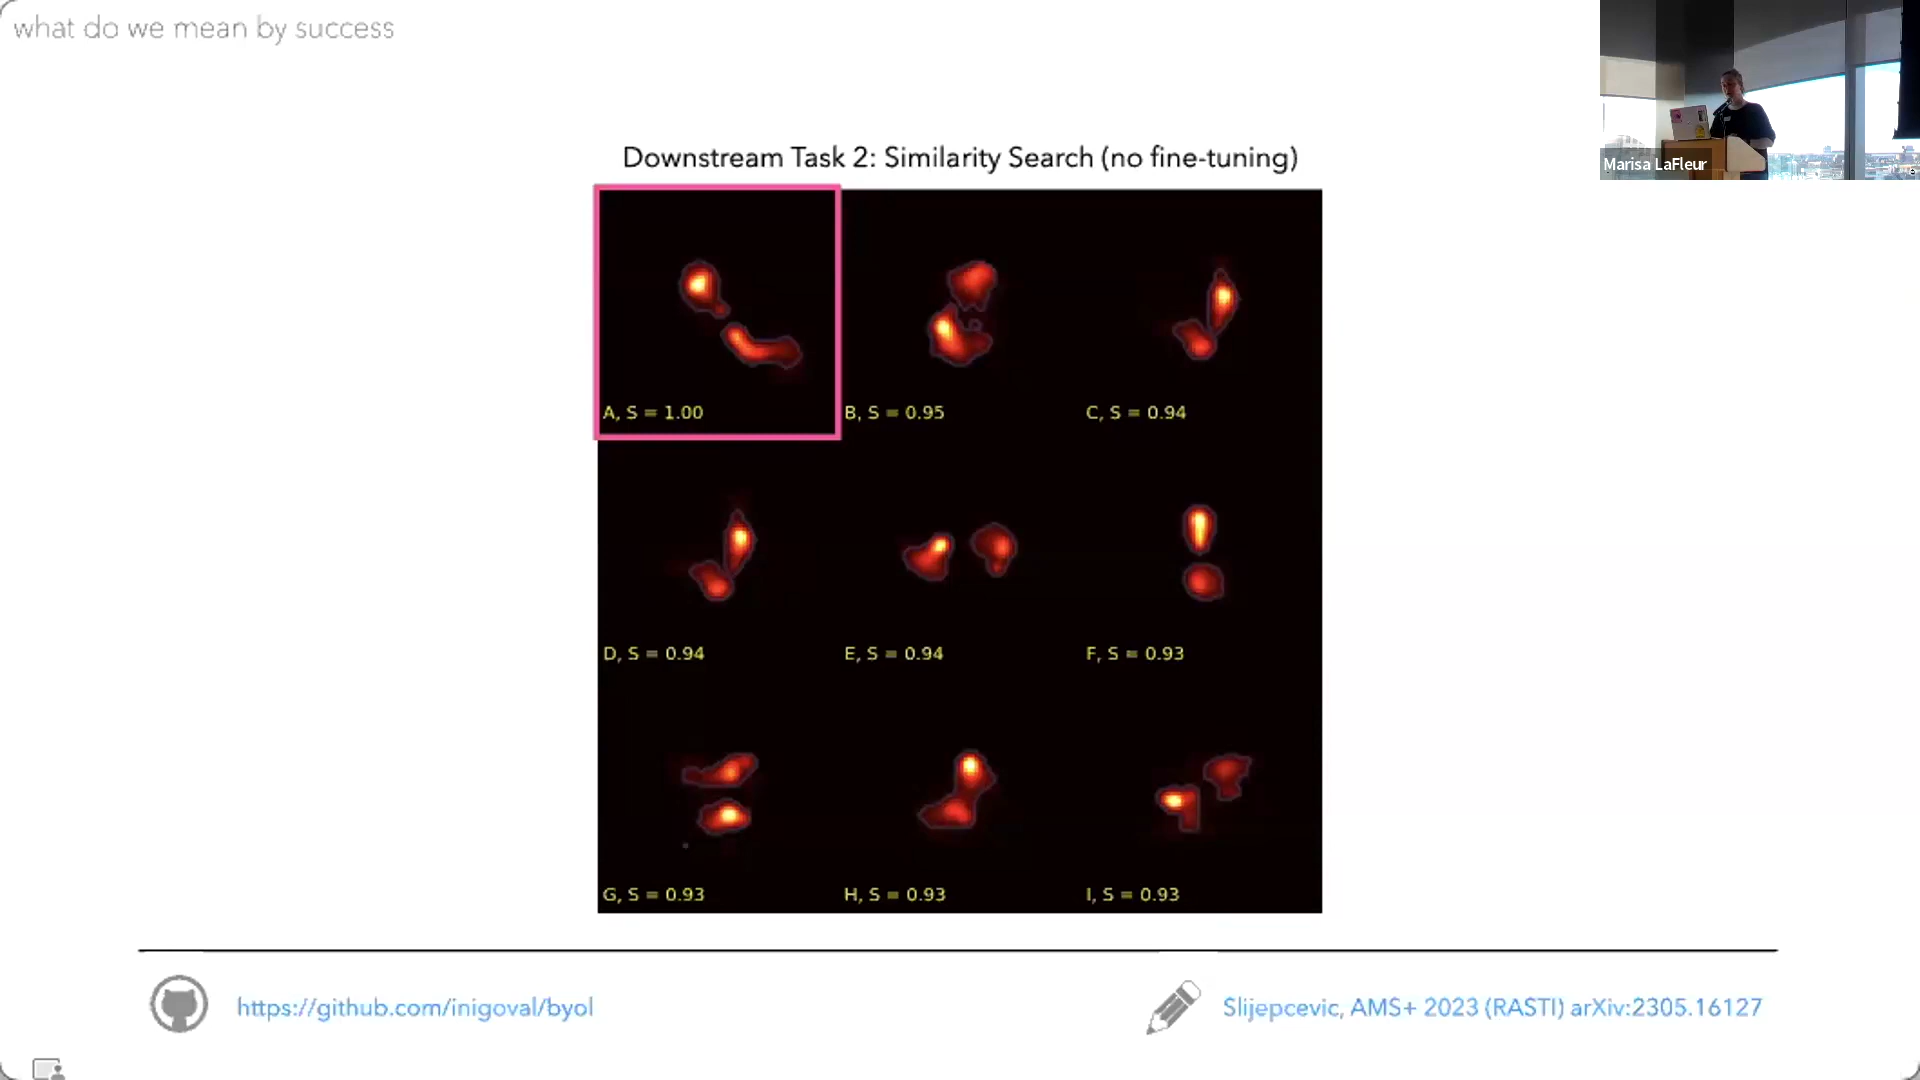 what do we mean by success
Marisa LaFleur
Downstream Task 2: Similarity Search (no fine-tuning)
A, S = 1.00
B, S = 0.95
C, S = 0.94
D, S = 0.94
E, S = 0.94
F, S = 0.93
G, S = 0.93
H, S = 0.93
I, S = 0.93
https://github.com/inigoval/byol
Slijepcevic, AMS+ 2023 (RASTI) arXiv:2305.16127